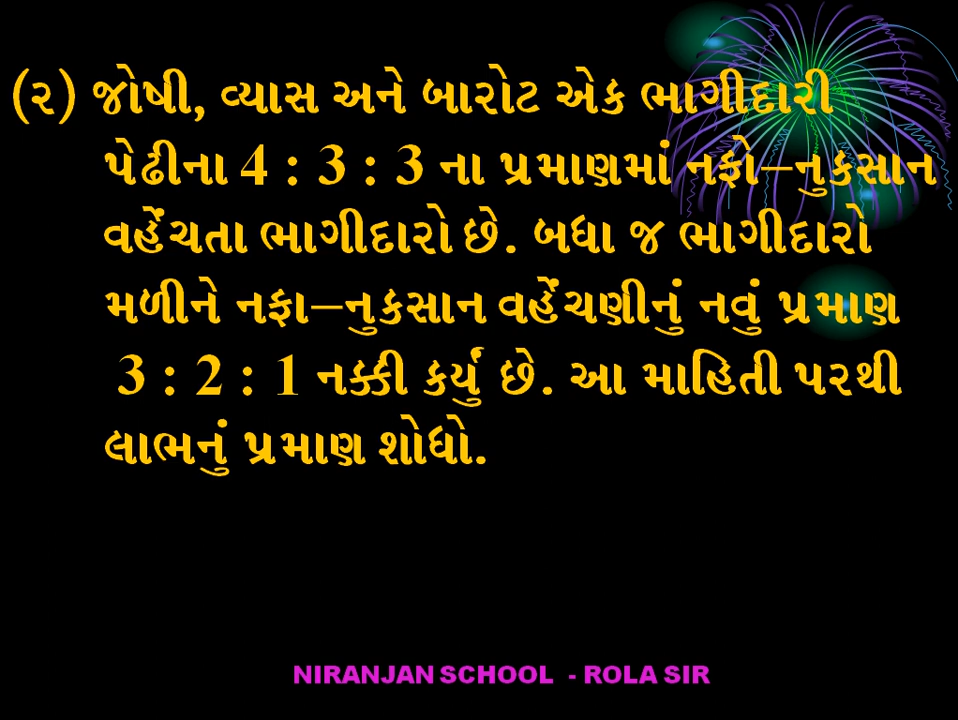 (૨) જોષી, વ્યાસ અને બારોટ એક ભાગીદારી
પેઢીના 4 : 3 : 3 ના પ્રમાણમાં નફો–નુકસાન
વહેંચતા ભાગીદારો છે. બધા જ ભાગીદારો
મળીને નફા–નુકસાન વહેંચણીનું નવું પ્રમાણ
3 : 2 : 1 નક્કી કર્યું છે. આ માહિતી પરથી
લાભનું પ્રમાણ શોધો.
NIRANJAN SCHOOL - ROLA SIR